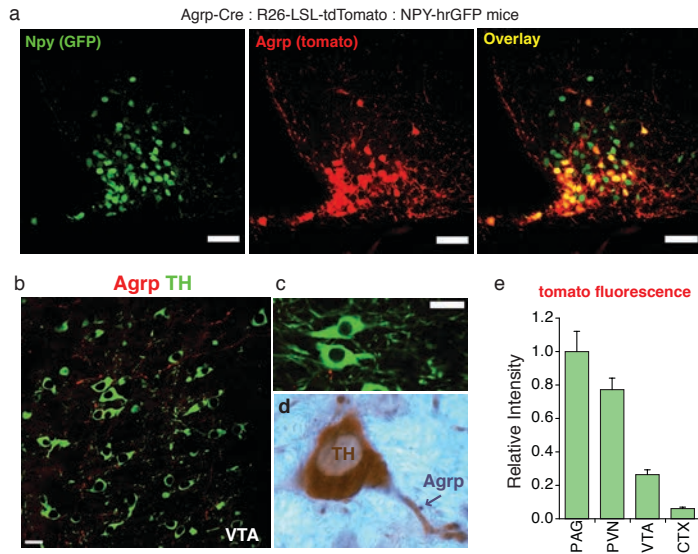 a
Agrp-Cre : R26-LSL-tdTomato : NPY-hrGFP mice
Npy (GFP)
Agrp (tomato)
Overlay
b
Agrp TH
VTA
c
d
TH
Agrp
e
tomato fluorescence
Relative Intensity
1.2
1.0
0.8
0.6
0.4
0.2
0.0
PAG
PVN
VTA
CTX